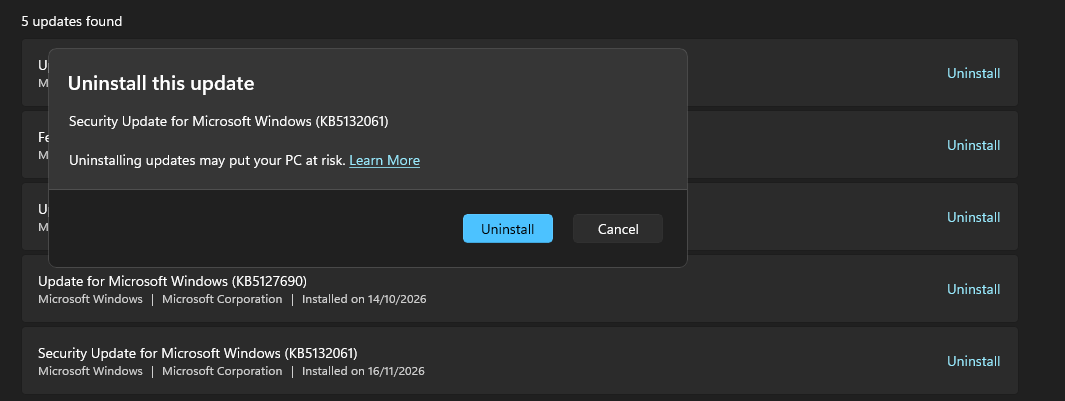 5 updates found
Uninstall
Uninstall this update
Security Update for Microsoft Windows (KB5132061)
Uninstall
Uninstalling updates may put your PC at risk. Learn More
Uninstall
Uninstall Cancel
Update for Microsoft Windows (KB5127690)
Microsoft Windows | Microsoft Corporation | Installed on 14/10/2026
Uninstall
Security Update for Microsoft Windows (KB5132061)
Microsoft Windows | Microsoft Corporation | Installed on 16/11/2026
Uninstall